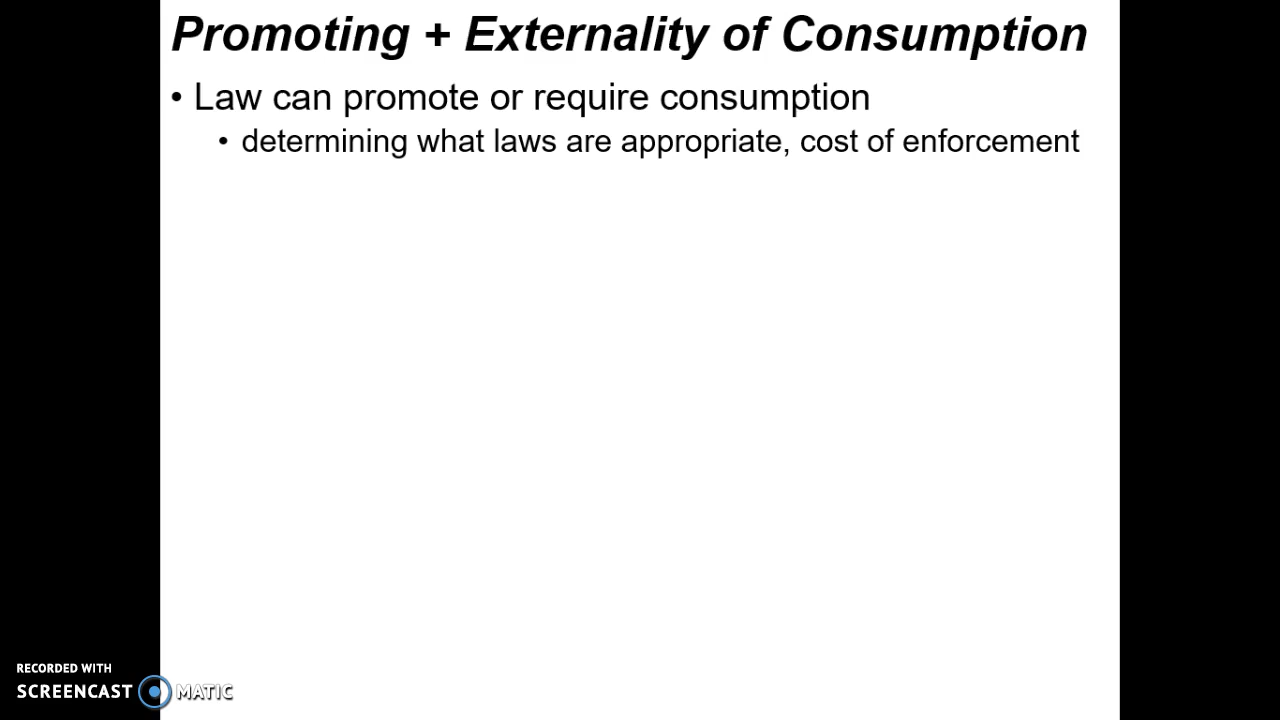 Promoting + Externality of Consumption
• Law can promote or require consumption
• determining what laws are appropriate, cost of enforcement
RECORDED WITH
SCREENCAST MATIC